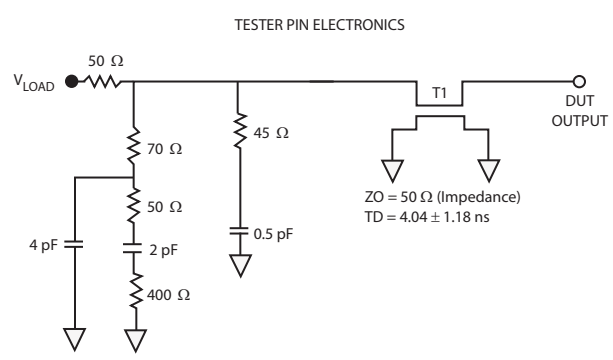 TESTER PIN ELECTRONICS
50 Ω
V_LOAD
T1
DUT
OUTPUT
45 Ω
70 Ω
ZO = 50 Ω (Impedance)
TD = 4.04 ± 1.18 ns
50 Ω
0.5 pF
4 pF
2 pF
400 Ω